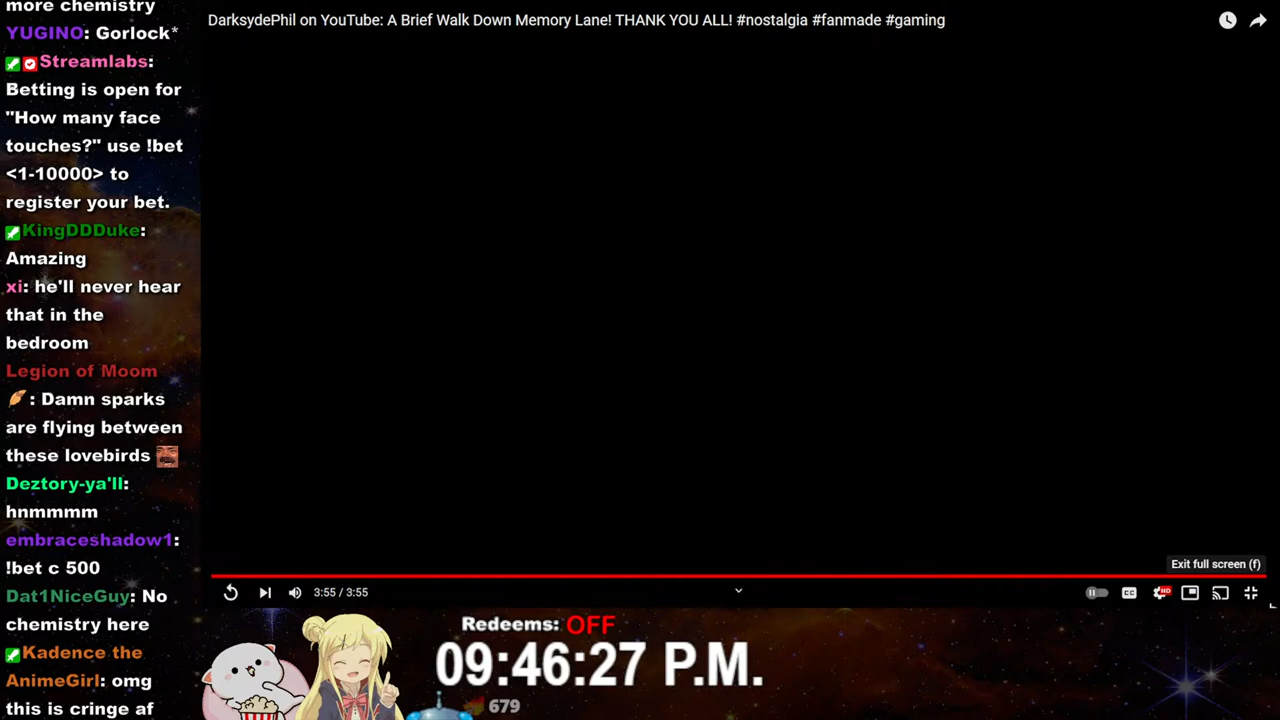 more chemistry
YUGINO: Gorlock*
Streamlabs:
Betting is open for
"How many face
touches?" use !bet
<1-10000> to
register your bet.
KingDDDuke:
Amazing
xi: he'll never hear
that in the
bedroom
Legion of Moom
: Damn sparks
are flying between
these lovebirds
Deztory-ya'll:
hnmmmm
embraceshadow1:
!bet c 500
Dat1NiceGuy: No
chemistry here
Kadence the
AnimeGirl: omg
this is cringe af
DarksydePhil on YouTube: A Brief Walk Down Memory Lane! THANK YOU ALL! #nostalgia #fanmade #gaming
Exit full screen (f)
3:55 / 3:55
CC
HD
Redeems: OFF
09:46:27 P.M.
679